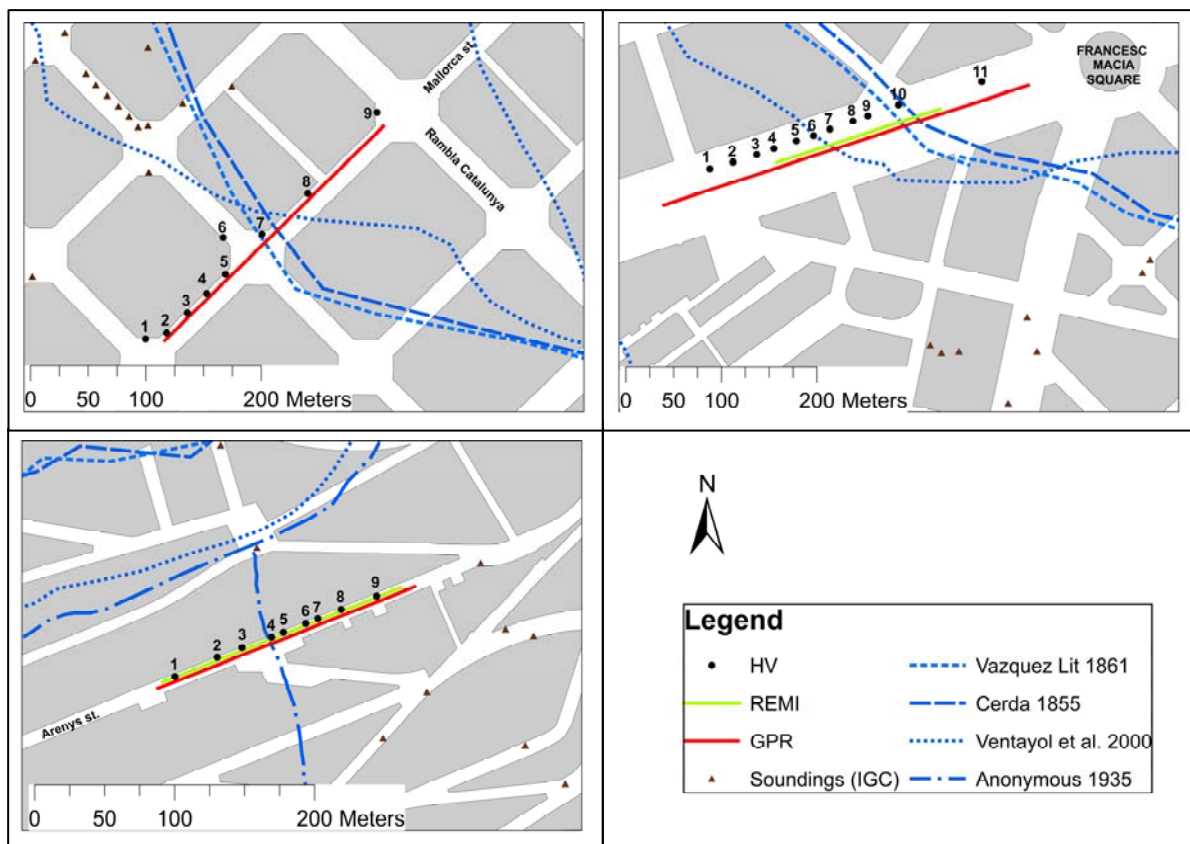 Mallorca st.
Rambla Catalunya
9
8
7
6
5
4
3
2
1
0 50 100 200 Meters
FRANCESC
MACIA
SQUARE
11
10
9
8
7
6
5
4
3
2
1
0 50 100 200 Meters
9
8
7
6
5
4
3
2
1
Arenys st.
0 100 200 Meters
N
Legend
HV
REMI
GPR
Soundings (IGC)
Vazquez Lit 1861
Cerda 1855
Ventayol et al. 2000
Anonymous 1935